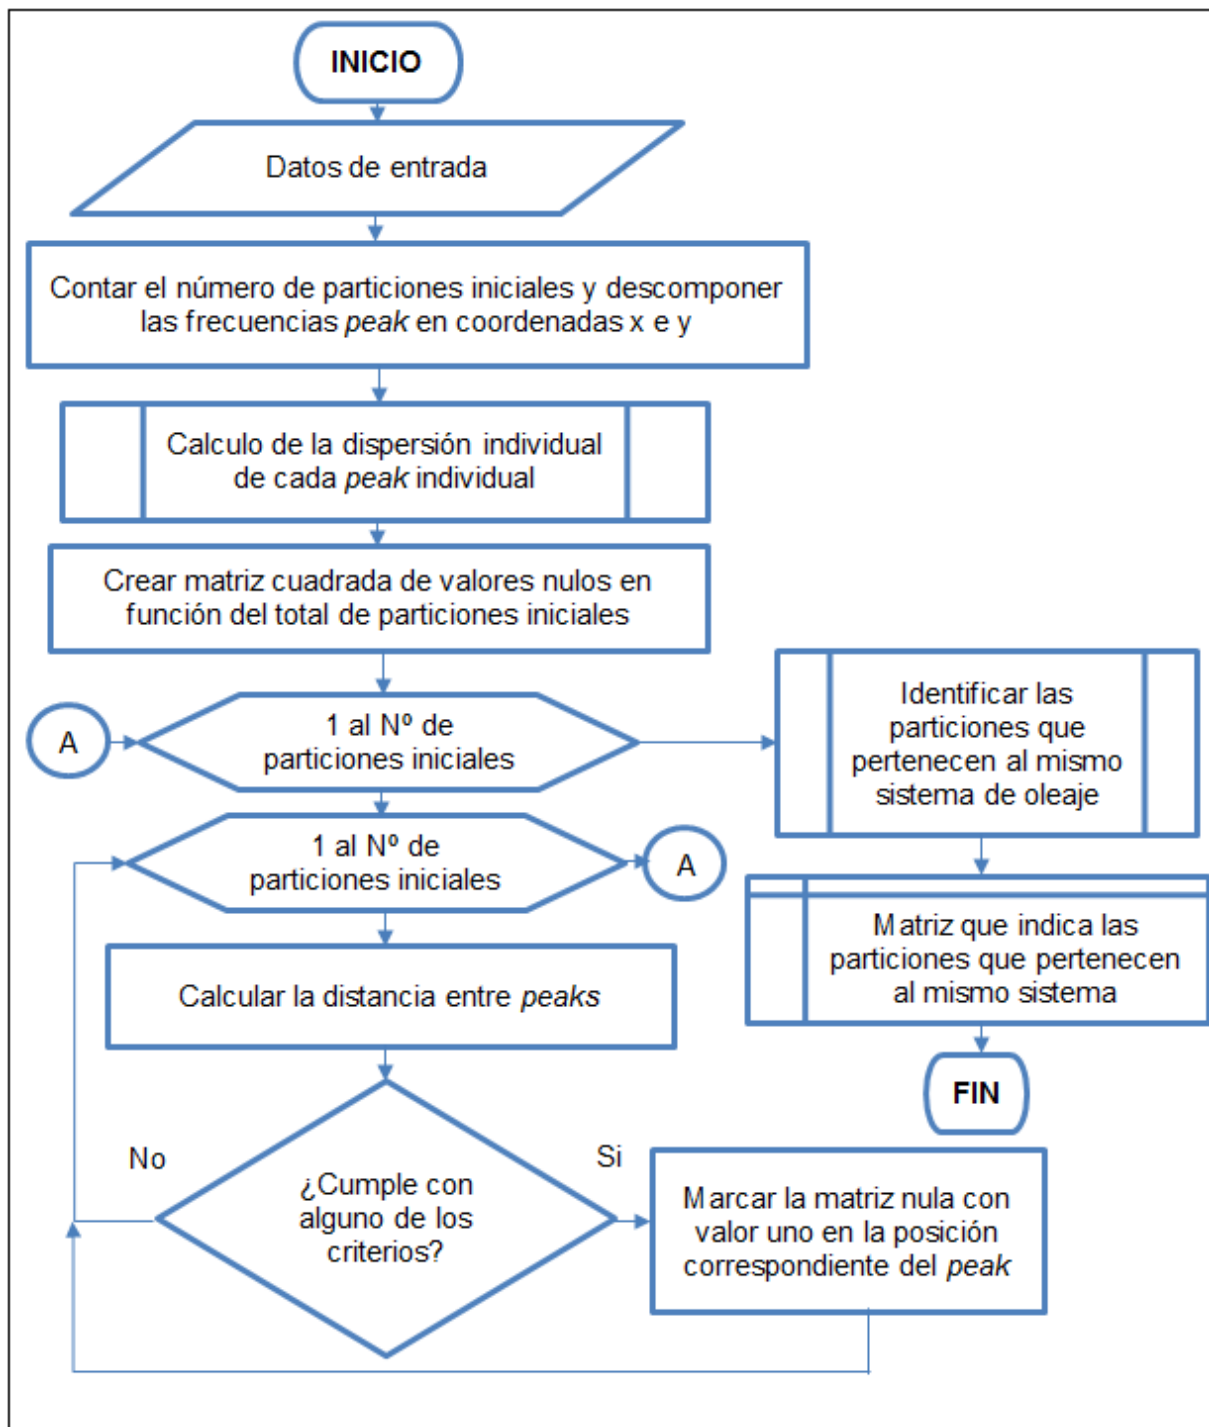 INICIO
Datos de entrada
Contar el número de particiones iniciales y descomponer
las frecuencias peak en coordenadas x e y
Calculo de la dispersión individual
de cada peak individual
Crear matriz cuadrada de valores nulos en
función del total de particiones iniciales
A
1 al Nº de
particiones iniciales
Identificar las
particiones que
pertenecen al mismo
sistema de oleaje
1 al Nº de
particiones iniciales
A
Matriz que indica las
particiones que pertenecen
al mismo sistema
Calcular la distancia entre peaks
FIN
No
¿Cumple con
alguno de los
criterios?
Si
Marcar la matriz nula con
valor uno en la posición
correspondiente del peak